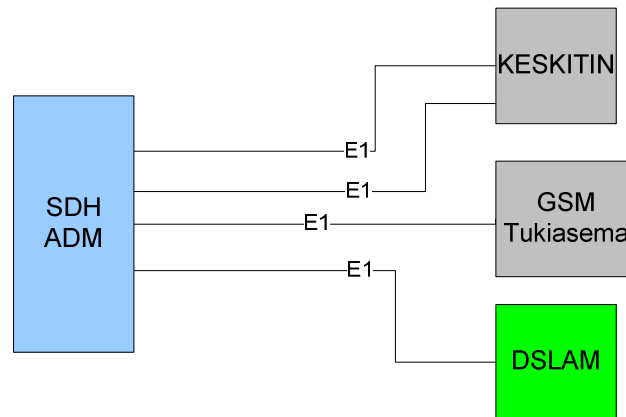 KESKITIN
E1
E1
SDH
ADM
E1
GSM
Tukiasema
E1
DSLAM